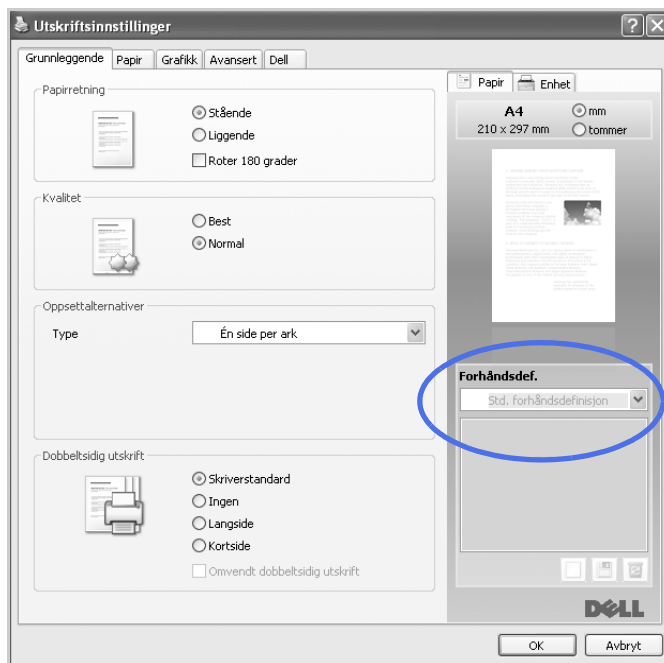 Utskriftsinnstillinger
Grunnleggende Papir Grafikk Avansert Dell
Papirretning
Stående
Liggende
Roter 180 grader
Kvalitet
Best
Normal
Oppsettalternativer
Type Én side per ark
Dobbeltsidig utskrift
Skriverstandard
Ingen
Langside
Kortside
Omvendt dobbeltsidig utskrift
Papir Enhet
A4 mm
210 x 297 mm tommer
Forhåndsdef.
Std. forhåndsdefinisjon
DELL
OK Avbryt